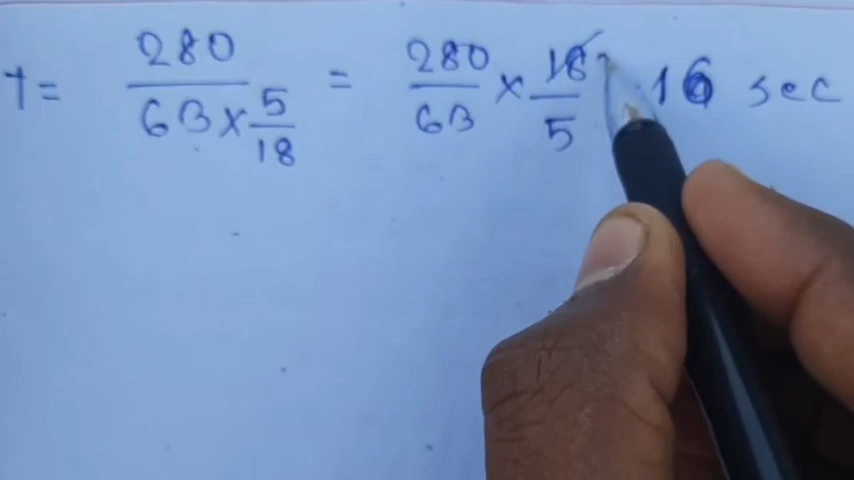 t = 280 / 63 × 5/18 = 280/63 × 18/5 16 sec